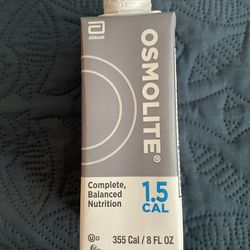 Abbott
OSMOLITE®
Complete,
Balanced
Nutrition
1.5
CAL
355 Cal / 8 FL OZ